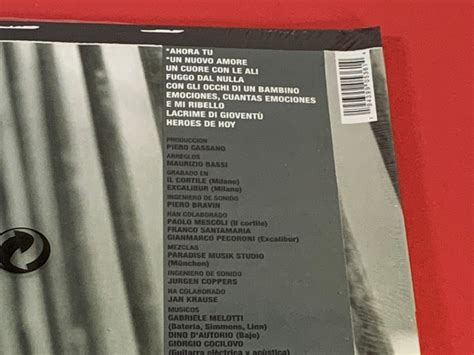 *AHORA TU
*UN NUOVO AMORE
UN CUORE CON LE ALI
FUGGO DAL NULLA
CON GLI OCCHI DI UN BAMBINO
EMOCIONES, CUANTAS EMOCIONES
E MI RIBELLO
LACRIME DI GIOVENTÙ
HEROES DE HOY
PRODUCCION
PIERO CASSANO
ARREGLOS
MAURIZIO BASSI
GRABADO EN
IL CORTILE (Milano)
EXCALIBUR (Milano)
INGENIERO DE SONIDO
PIERO BRAVIN
HAN COLABORADO
PAOLO MESCOLI (Il cortile)
FRANCO SANTAMARIA
GIANMARCO PECORONI (Excalibur)
MEZCLAS
PARADISE MUSIK STUDIO
(München)
INGENIERO DE SONIDO
JURGEN COPPERS
HA COLABORADO
JAN KRAUSE
MUSICOS
GABRIELE MELOTTI
(Bateria, Simmons, Linn)
DINO D'AUTORIO (Bajo)
GIORGIO COCILOVO
(Guitarra eléctrica y acústica)